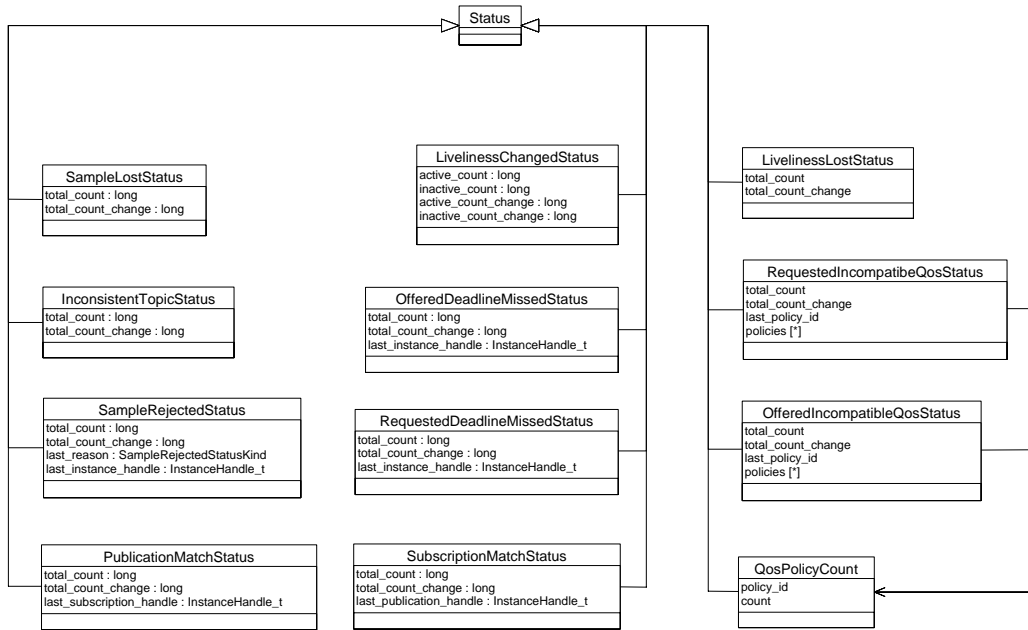 Status
SampleLostStatus
total_count : long
total_count_change : long
InconsistentTopicStatus
total_count : long
total_count_change : long
SampleRejectedStatus
total_count : long
total_count_change : long
last_reason : SampleRejectedStatusKind
last_instance_handle : InstanceHandle_t
PublicationMatchStatus
total_count : long
total_count_change : long
last_subscription_handle : InstanceHandle_t
LivelinessChangedStatus
active_count : long
inactive_count : long
active_count_change : long
inactive_count_change : long
OfferedDeadlineMissedStatus
total_count : long
total_count_change : long
last_instance_handle : InstanceHandle_t
RequestedDeadlineMissedStatus
total_count : long
total_count_change : long
last_instance_handle : InstanceHandle_t
SubscriptionMatchStatus
total_count : long
total_count_change : long
last_publication_handle : InstanceHandle_t
LivelinessLostStatus
total_count
total_count_change
RequestedIncompatibeQosStatus
total_count
total_count_change
last_policy_id
policies [*]
OfferedIncompatibleQosStatus
total_count
total_count_change
last_policy_id
policies [*]
QosPolicyCount
policy_id
count